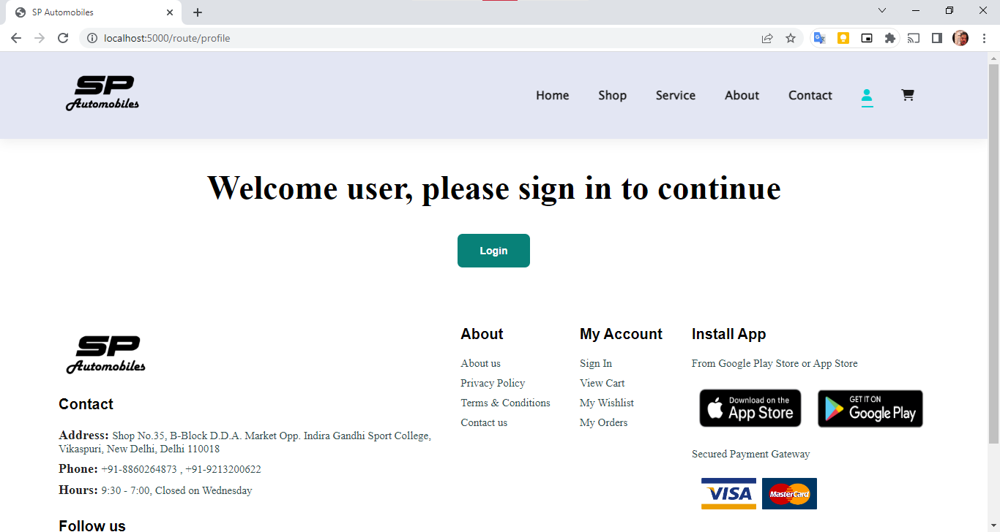 SP Automobiles
localhost:5000/route/profile
SP
Automobiles
Home Shop Service About Contact
Welcome user, please sign in to continue
Login
SP
Automobiles
Contact
Address: Shop No.35, B-Block D.D.A. Market Opp. Indira Gandhi Sport College,
Vikaspuri, New Delhi, Delhi 110018
Phone: +91-8860264873 , +91-9213200622
Hours: 9:30 - 7:00, Closed on Wednesday
Follow us
About
About us
Privacy Policy
Terms & Conditions
Contact us
My Account
Sign In
View Cart
My Wishlist
My Orders
Install App
From Google Play Store or App Store
Download on the
App Store
GET IT ON
Google Play
Secured Payment Gateway
VISA
MasterCard